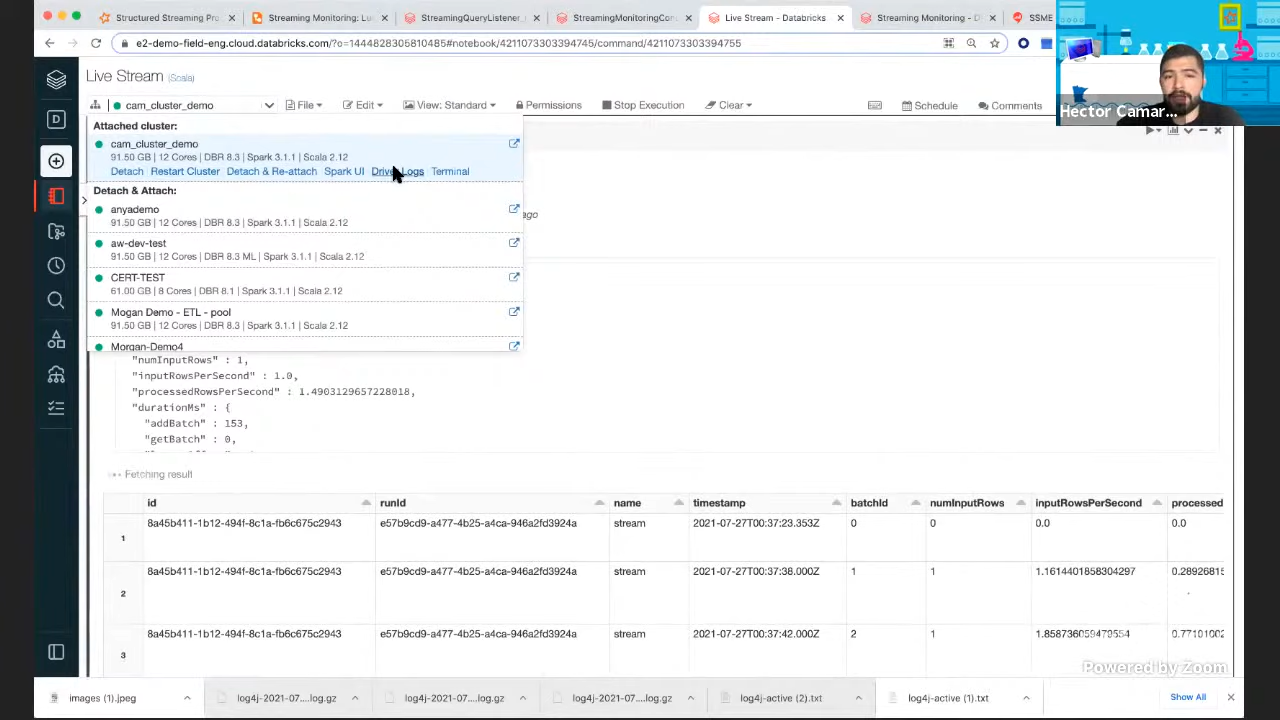 Structured Streaming Pro
Streaming Monitoring: Lu
StreamingQueryListener_
StreamingMonitoringCon
Live Stream - Databricks
Streaming Monitoring - D
SSME
e2-demo-field-eng.cloud.databricks.com/?o=1444828305810485#notebook/4211073303394745/command/4211073303394755
Live Stream (Scala)
cam_cluster_demo
File
Edit
View: Standard
Permissions
Stop Execution
Clear
Schedule
Comments
Hector Camar...
Attached cluster:
cam_cluster_demo
91.50 GB | 12 Cores | DBR 8.3 | Spark 3.1.1 | Scala 2.12
Detach Restart Cluster Detach & Re-attach Spark UI Driver Logs Terminal
Detach & Attach:
anyademo
91.50 GB | 12 Cores | DBR 8.3 | Spark 3.1.1 | Scala 2.12
ago
aw-dev-test
91.50 GB | 12 Cores | DBR 8.3 ML | Spark 3.1.1 | Scala 2.12
CERT-TEST
61.00 GB | 8 Cores | DBR 8.1 | Spark 3.1.1 | Scala 2.12
Mogan Demo - ETL - pool
91.50 GB | 12 Cores | DBR 8.3 | Spark 3.1.1 | Scala 2.12
Morgan-Demo4
"numInputRows" : 1,
"inputRowsPerSecond" : 1.0,
"processedRowsPerSecond" : 1.4903129657228018,
"durationMs" : {
"addBatch" : 153,
"getBatch" : 0,
Fetching result
id runId name timestamp batchId numInputRows inputRowsPerSecond processed
1 8a45b411-1b12-494f-8c1a-fb6c675c2943 e57b9cd9-a477-4b25-a4ca-946a2fd3924a stream 2021-07-27T00:37:23.353Z 0 0 0.0 0.0
2 8a45b411-1b12-494f-8c1a-fb6c675c2943 e57b9cd9-a477-4b25-a4ca-946a2fd3924a stream 2021-07-27T00:37:38.000Z 1 1 1.1614401858304297 0.28926815
3 8a45b411-1b12-494f-8c1a-fb6c675c2943 e57b9cd9-a477-4b25-a4ca-946a2fd3924a stream 2021-07-27T00:37:42.000Z 2 1 1.858736059479554 0.77101002
Powered by Zoom
images (1).jpeg
log4j-2021-07....log.gz
log4j-2021-07....log.gz
log4j-2021-07....log.gz
log4j-active (2).txt
log4j-active (1).txt
Show All